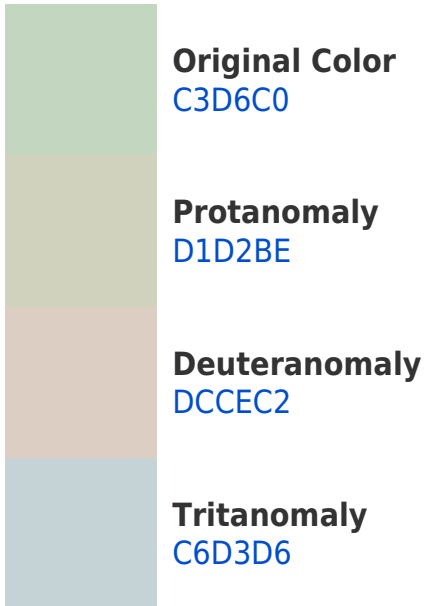 Original Color
C3D6C0
Protanomaly
D1D2BE
Deuteranomaly
DCCEC2
Tritanomaly
C6D3D6